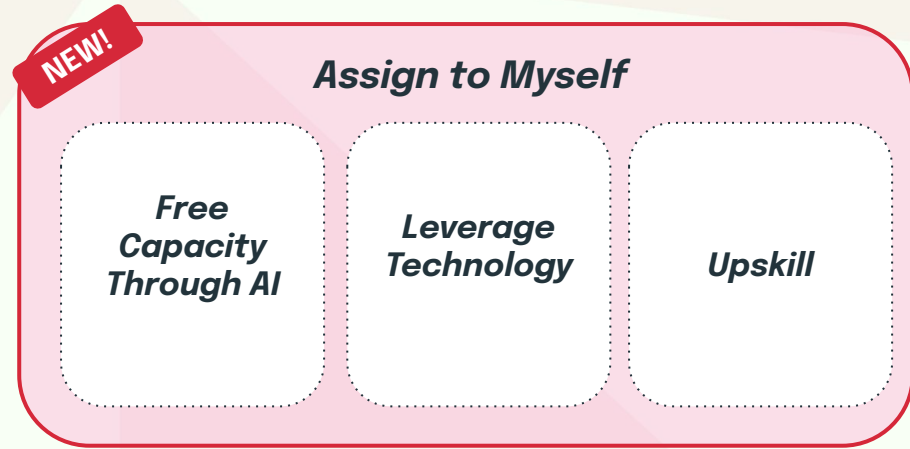 NEW!
Assign to Myself
Free
Capacity
Through AI
Leverage
Technology
Upskill